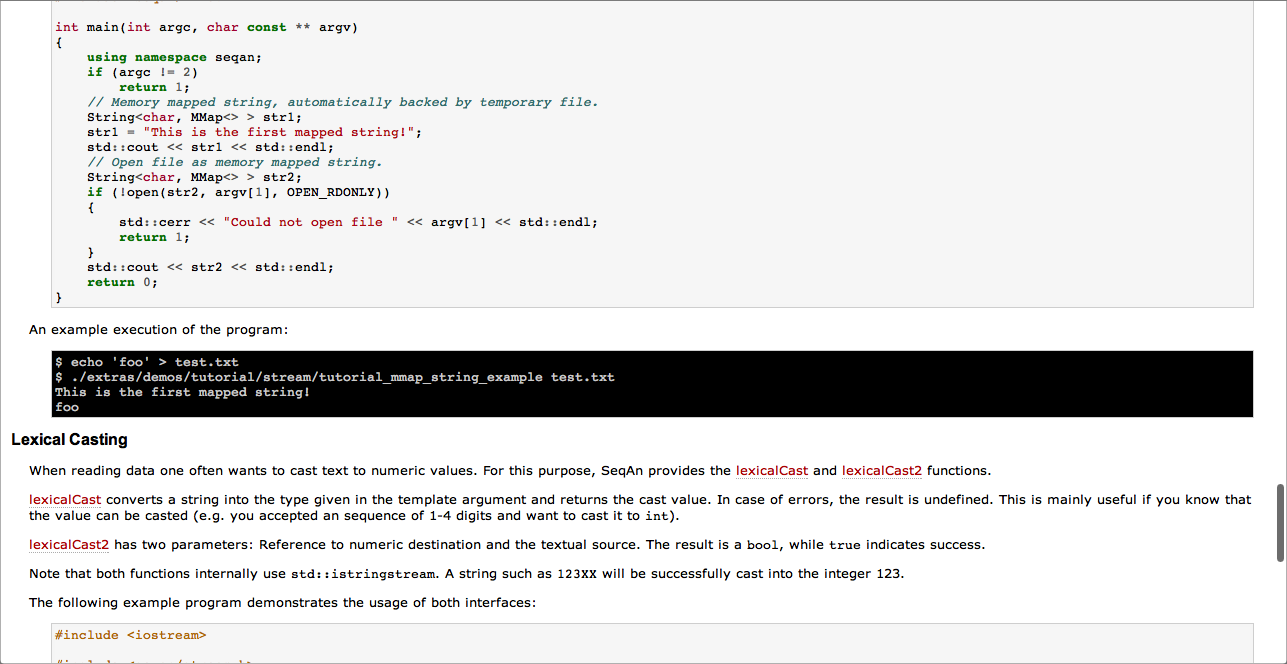 int main(int argc, char const ** argv)
{
    using namespace seqan;
    if (argc != 2)
        return 1;
    // Memory mapped string, automatically backed by temporary file.
    String<char, MMap<> > str1;
    str1 = "This is the first mapped string!";
    std::cout << str1 << std::endl;
    // Open file as memory mapped string.
    String<char, MMap<> > str2;
    if (!open(str2, argv[1], OPEN_RDONLY))
    {
        std::cerr << "Could not open file " << argv[1] << std::endl;
        return 1;
    }
    std::cout << str2 << std::endl;
    return 0;
}
An example execution of the program:
$ echo 'foo' > test.txt
$ ./extras/demos/tutorial/stream/tutorial_mmap_string_example test.txt
This is the first mapped string!
foo
Lexical Casting
When reading data one often wants to cast text to numeric values. For this purpose, SeqAn provides the lexicalCast and lexicalCast2 functions.
lexicalCast converts a string into the type given in the template argument and returns the cast value. In case of errors, the result is undefined. This is mainly useful if you know that
the value can be casted (e.g. you accepted an sequence of 1-4 digits and want to cast it to int).
lexicalCast2 has two parameters: Reference to numeric destination and the textual source. The result is a bool, while true indicates success.
Note that both functions internally use std::istringstream. A string such as 123XX will be successfully cast into the integer 123.
The following example program demonstrates the usage of both interfaces:
#include <iostream>